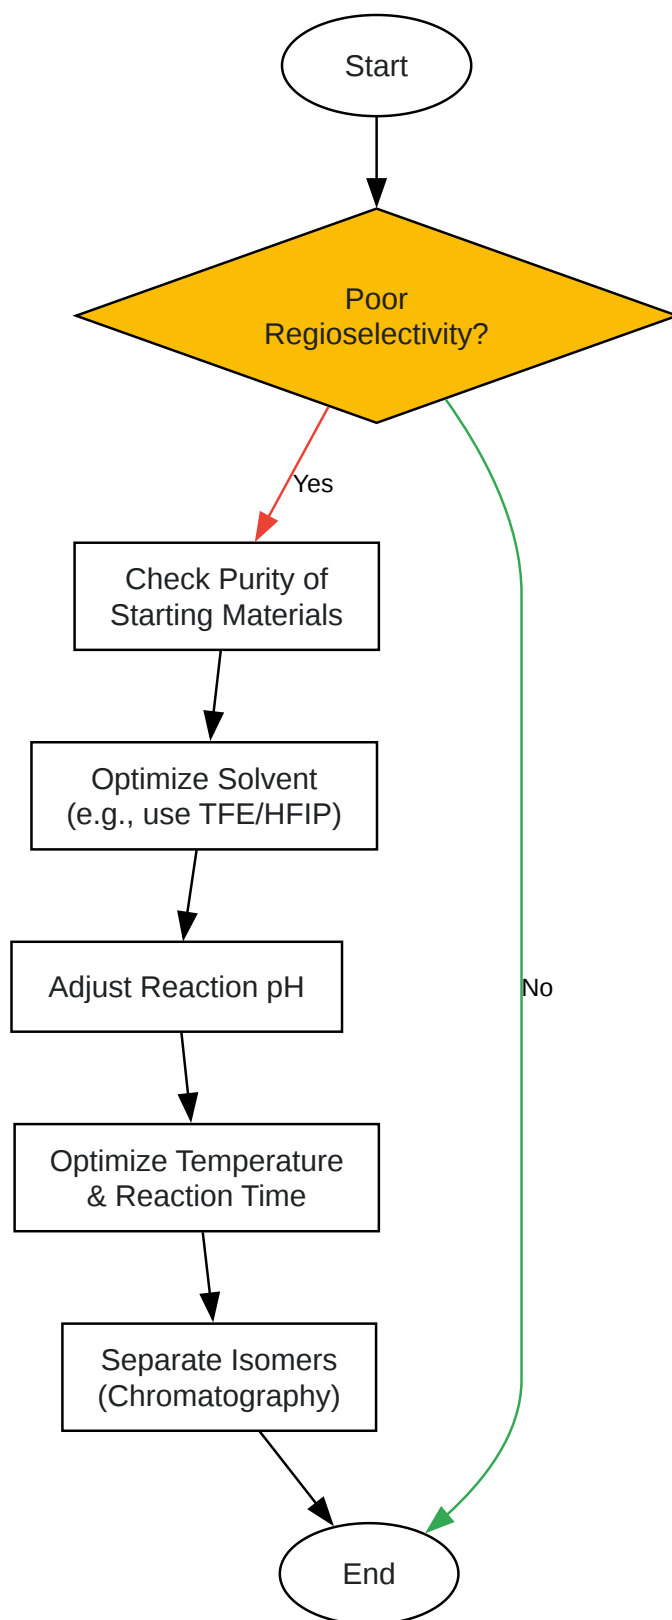 Start
Poor
Regioselectivity?
Yes
Check Purity of
Starting Materials
Optimize Solvent
(e.g., use TFE/HFIP)
Adjust Reaction pH
No
Optimize Temperature
& Reaction Time
Separate Isomers
(Chromatography)
End